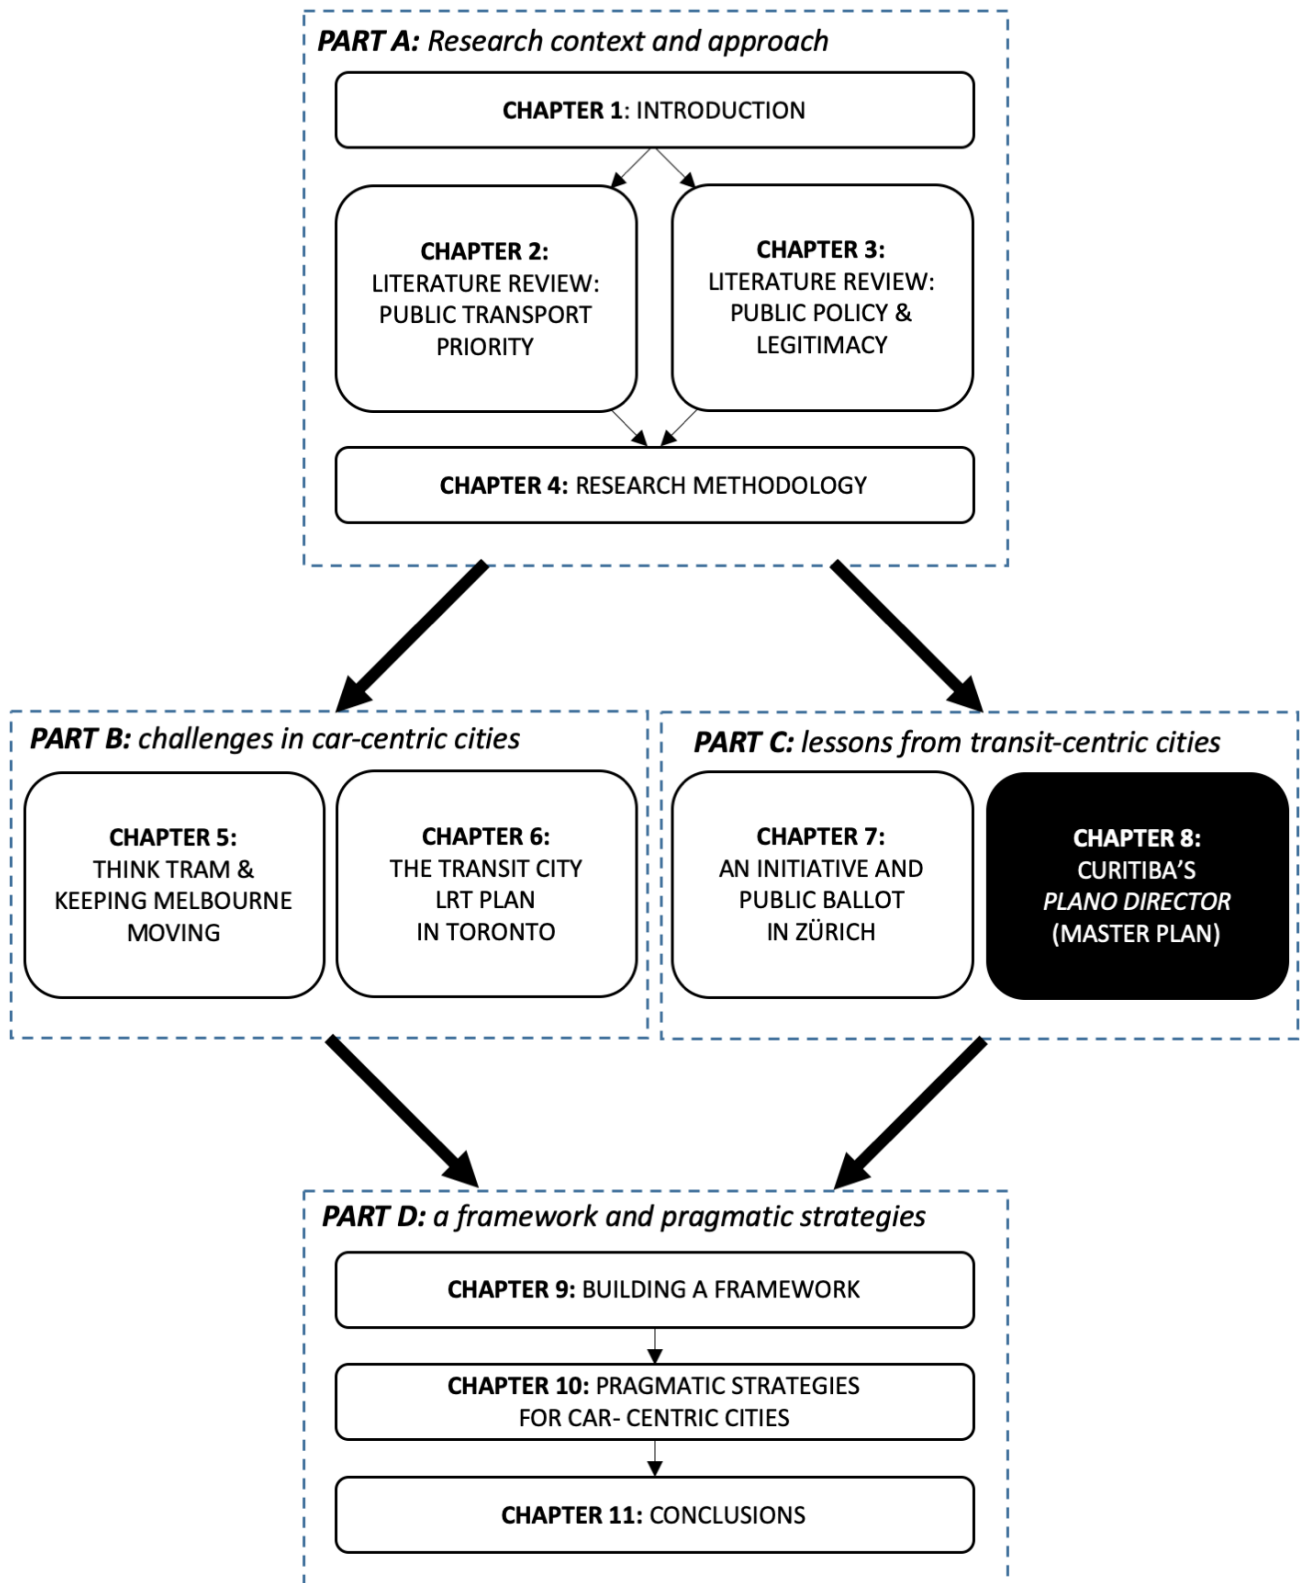 PART A: Research context and approach
CHAPTER 1: INTRODUCTION
CHAPTER 2:
LITERATURE REVIEW:
PUBLIC TRANSPORT
PRIORITY
CHAPTER 3:
LITERATURE REVIEW:
PUBLIC POLICY &
LEGITIMACY
CHAPTER 4: RESEARCH METHODOLOGY
PART B: challenges in car-centric cities
CHAPTER 5:
THINK TRAM &
KEEPING MELBOURNE
MOVING
CHAPTER 6:
THE TRANSIT CITY
LRT PLAN
IN TORONTO
PART C: lessons from transit-centric cities
CHAPTER 7:
AN INITIATIVE AND
PUBLIC BALLOT
IN ZÜRICH
CHAPTER 8:
CURITIBA’S
PLANO DIRECTOR
(MASTER PLAN)
PART D: a framework and pragmatic strategies
CHAPTER 9: BUILDING A FRAMEWORK
CHAPTER 10: PRAGMATIC STRATEGIES
FOR CAR- CENTRIC CITIES
CHAPTER 11: CONCLUSIONS